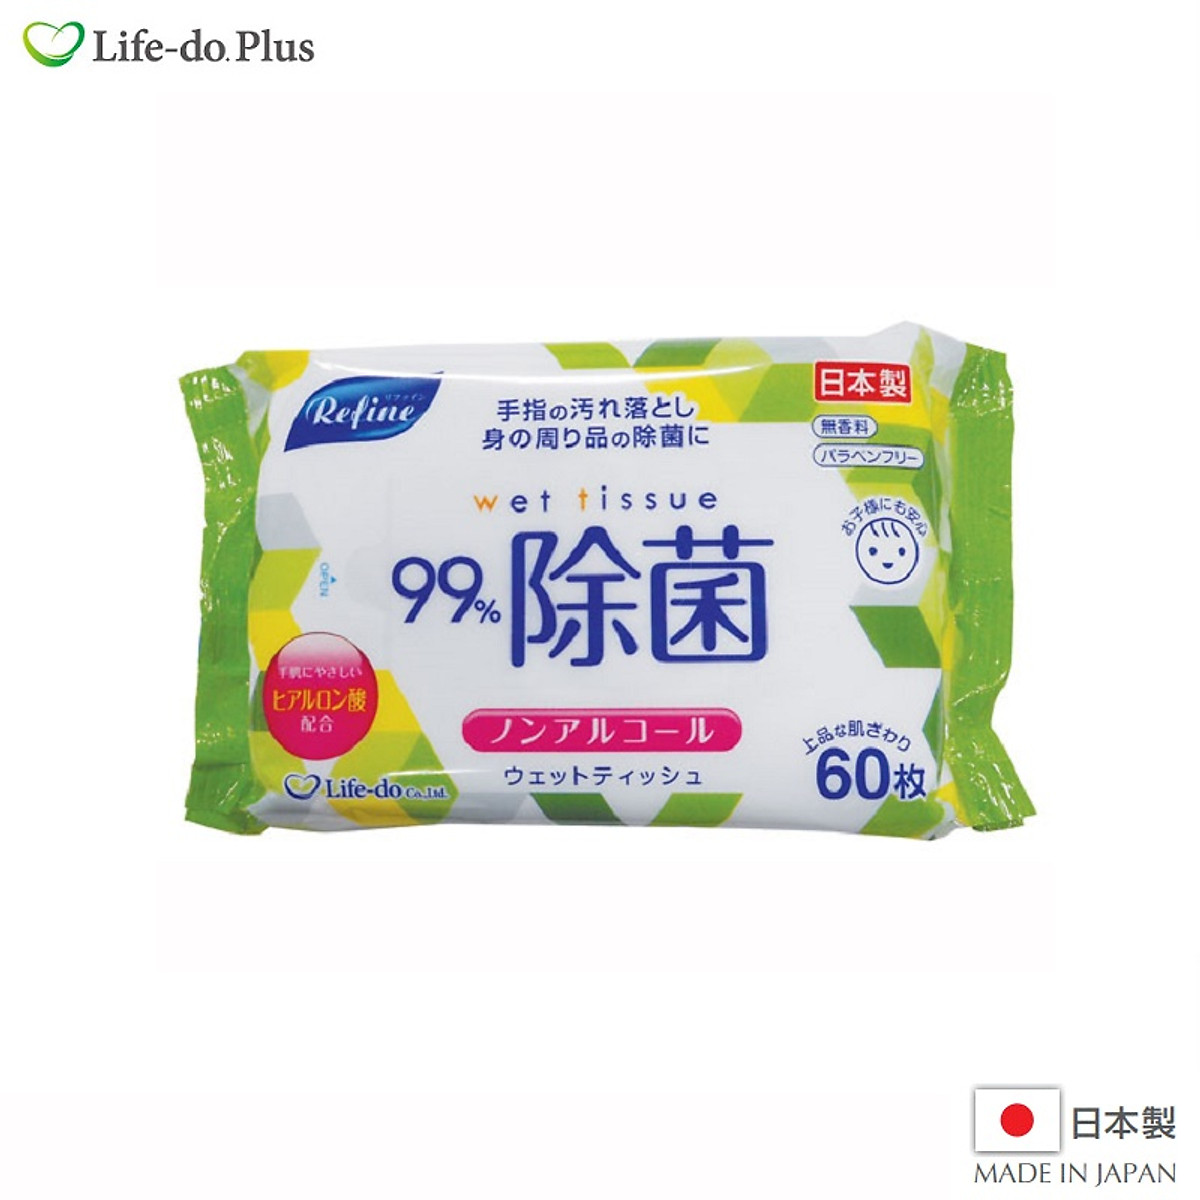 Life-do.Plus
Refine
リファイン
手指の汚れ落とし
身の周り品の除菌に
日本製
無香料
パラベンフリー
お子様にも安心
wet tissue
99%除菌
OPEN
手肌にやさしい
ヒアルロン酸
配合
ノンアルコール
ウェットティッシュ
上品な肌ざわり
60枚
Life-do Co.,Ltd.
日本製
MADE IN JAPAN